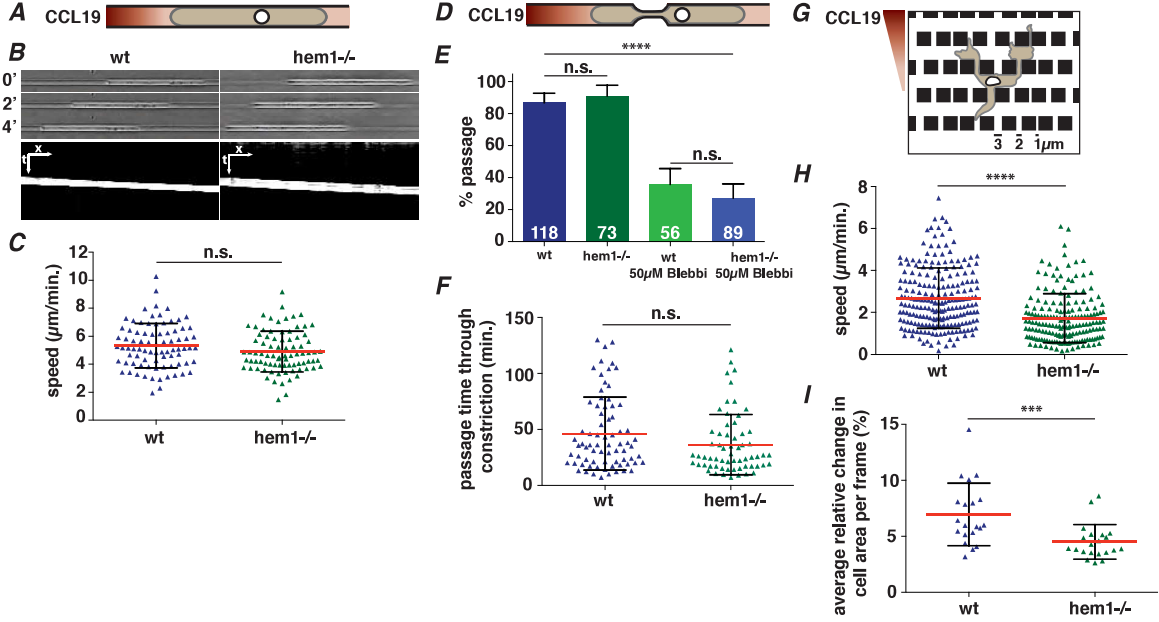 A
CCL19
B
wt
hem1-/-
0'
2'
4'
x
t
x
t
C
speed (µm/min.)
12
10
8
6
4
2
0
n.s.
wt
hem1-/-
D
CCL19
E
% passage
100
80
60
40
20
0
****
n.s.
n.s.
118
73
56
89
wt
hem1-/-
wt
50µM Blebbi
hem1-/-
50µM Blebbi
F
passage time through
constriction (min.)
150
100
50
0
n.s.
wt
hem1-/-
G
CCL19
3 2 1µm
H
speed (µm/min.)
8
6
4
2
0
****
wt
hem1-/-
I
average relative change in
cell area per frame (%)
15
10
5
0
***
wt
hem1-/-